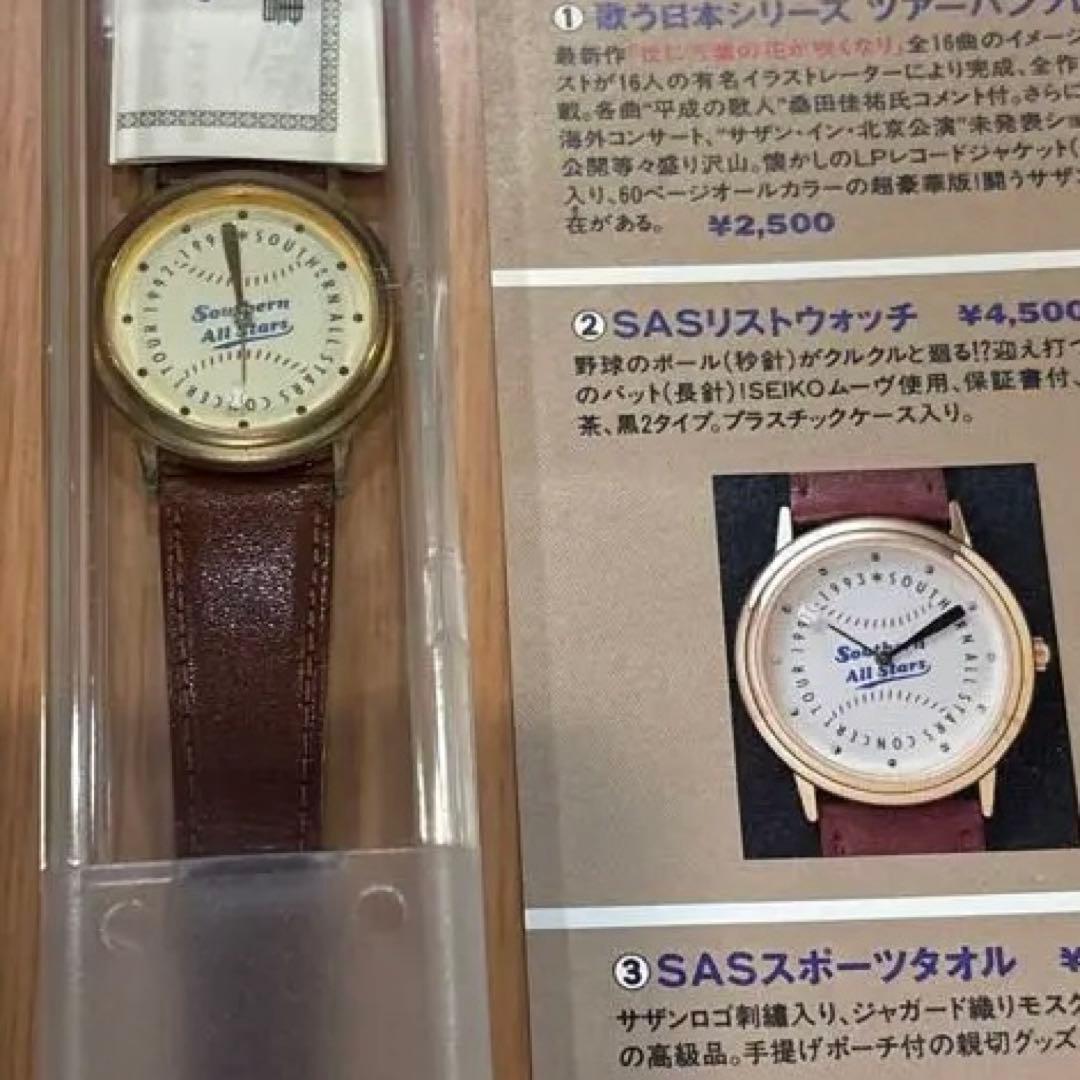 TOUR 1992-199 * SOUTHERN ALL STARS CONCERT
Southern
All Stars
① 歌う日本シリーズ ツアーパンフ
最新作「世に万葉の花が咲くなり」全16曲のイメージ
ストが16人の有名イラストレーターにより完成、全作
載。各曲“平成の歌人”桑田佳祐氏コメント付。さらに
海外コンサート、“サザン・イン・北京公演”未発表ショ
公開等々盛り沢山。懐かしのLPレコードジャケット(
入り、60ページオールカラーの超豪華版!闘うサザン
在がある。 ¥2,500
② SASリストウォッチ ¥4,500
野球のボール(秒針)がクルクルと廻る!?迎え打つ
のバット(長針)!SEIKOムーヴ使用、保証書付、
茶、黒2タイプ。プラスチックケース入り。
TOUR 199 -1993 * SOUTHERN ALL STARS CONCERT
Southern
All Stars
③ SASスポーツタオル ¥
サザンロゴ刺繍入り、ジャガード織りモスク
の高級品。手提げポーチ付の親切グッズ